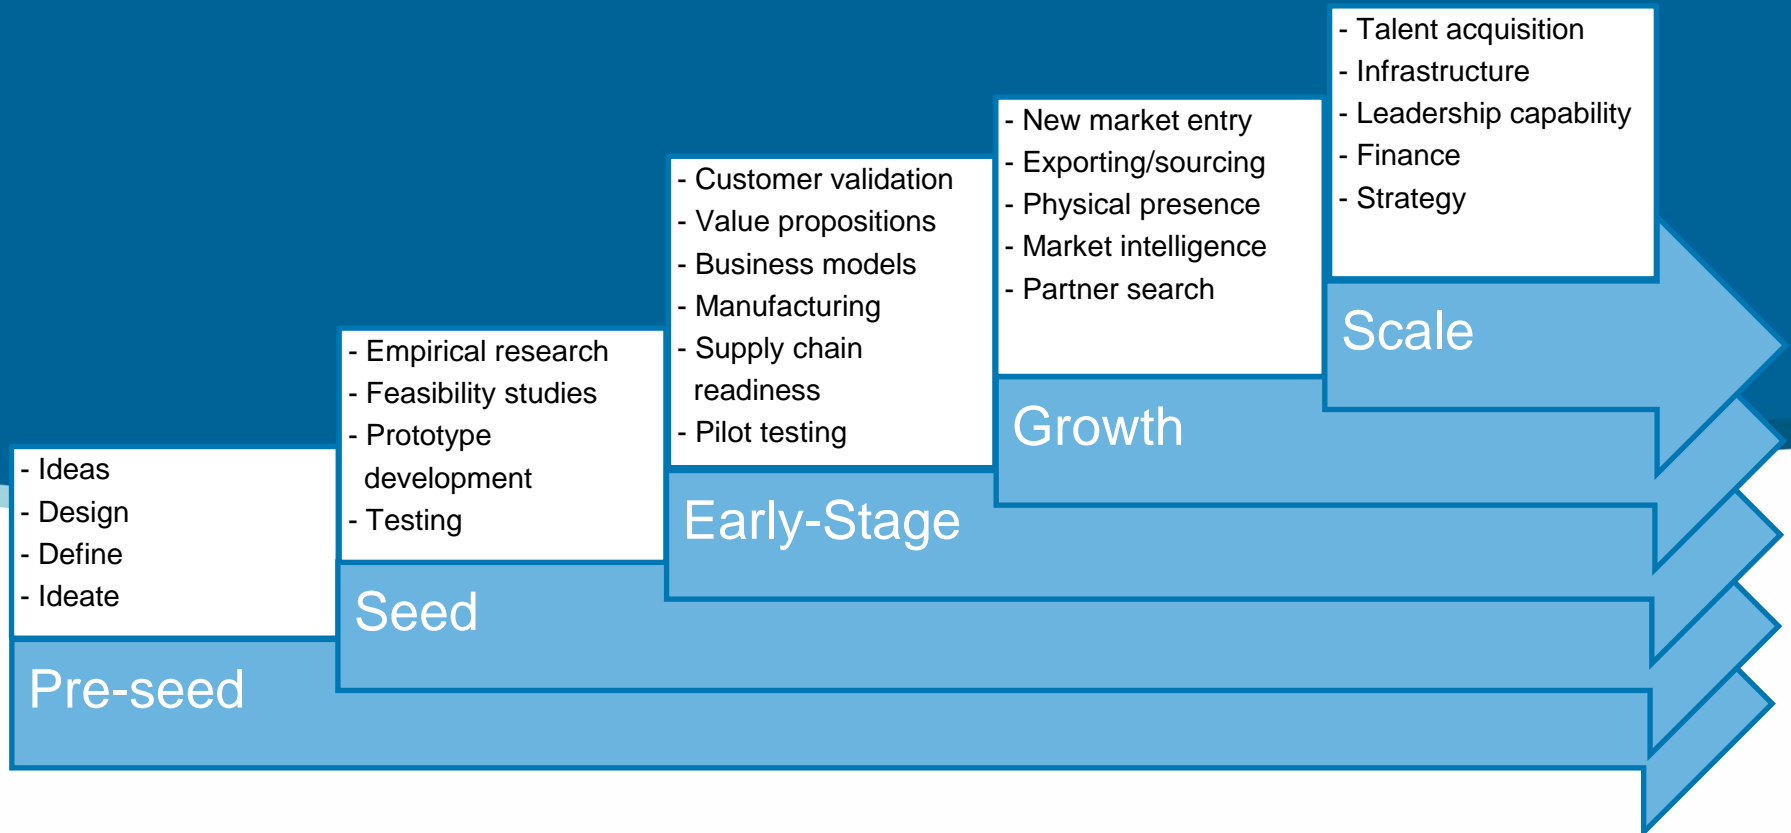 - Ideas
- Design
- Define
- Ideate
Pre-seed
- Empirical research
- Feasibility studies
- Prototype
development
- Testing
Seed
- Customer validation
- Value propositions
- Business models
- Manufacturing
- Supply chain
readiness
- Pilot testing
Early-Stage
- New market entry
- Exporting/sourcing
- Physical presence
- Market intelligence
- Partner search
Growth
- Talent acquisition
- Infrastructure
- Leadership capability
- Finance
- Strategy
Scale